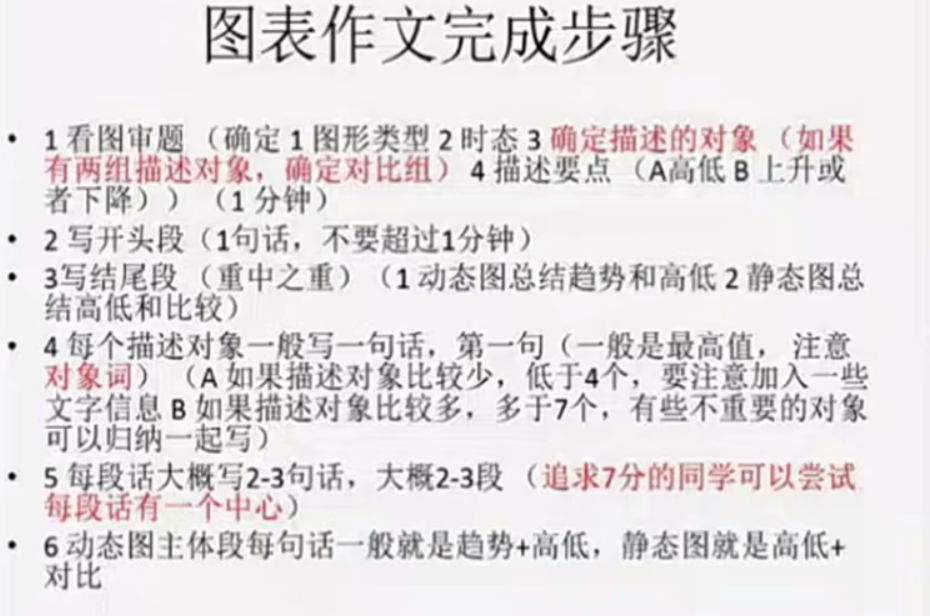 图表作文完成步骤
• 1 看图审题 （确定 1 图形类型 2 时态 3 确定描述的对象 （如果
有两组描述对象，确定对比组） 4 描述要点 （A高低 B 上升或
者下降）） （1 分钟）
• 2 写开头段（1句话，不要超过1分钟）
• 3写结尾段 （重中之重）（1 动态图总结趋势和高低 2 静态图总
结高低和比较）
• 4 每个描述对象一般写一句话，第一句（一般是最高值， 注意
对象词） （A 如果描述对象比较少，低于4个，要注意加入一些
文字信息 B 如果描述对象比较多，多于7个，有些不重要的对象
可以归纳一起写）
• 5 每段话大概写2-3句话，大概2-3段 （追求7分的同学可以尝试
每段话有一个中心）
• 6 动态图主体段每句话一般就是趋势+高低，静态图就是高低+
对比